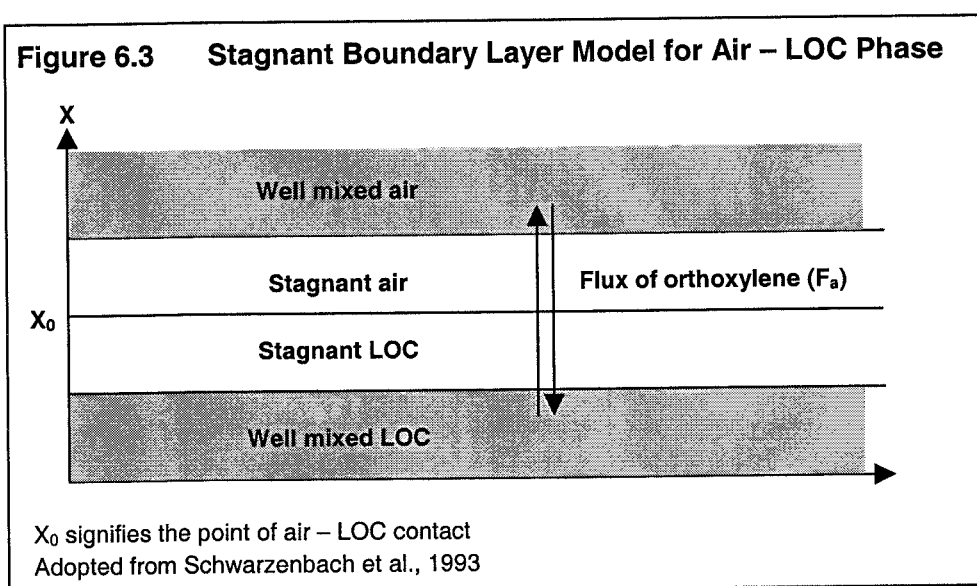 Figure 6.3 Stagnant Boundary Layer Model for Air – LOC Phase
X
Well mixed air
Stagnant air
Flux of orthoxylene (Fₐ)
X₀
Stagnant LOC
Well mixed LOC
X₀ signifies the point of air – LOC contact
Adopted from Schwarzenbach et al., 1993